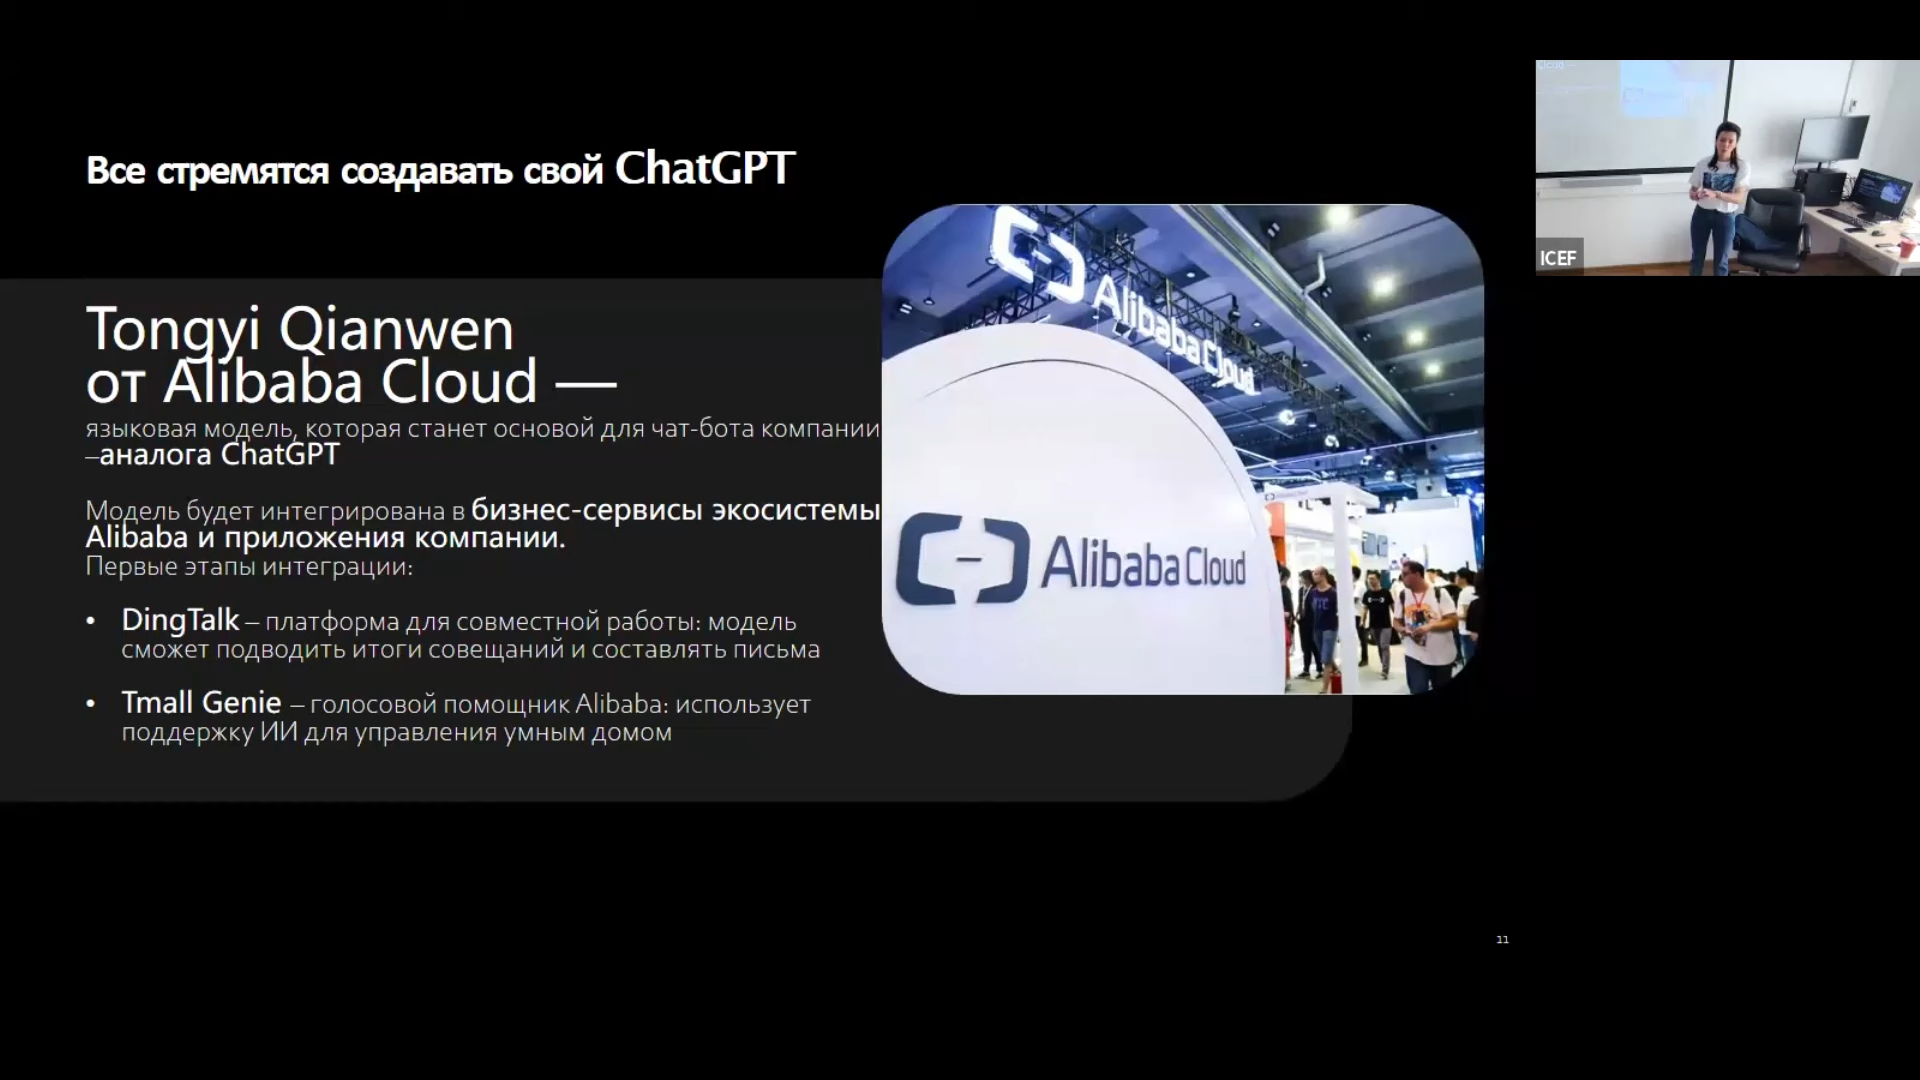 Все стремятся создавать свой ChatGPT
ICEF
Tongyi Qianwen
от Alibaba Cloud —
языковая модель, которая станет основой для чат-бота компании
–аналога ChatGPT
Модель будет интегрирована в бизнес-сервисы экосистемы
Alibaba и приложения компании.
Первые этапы интеграции:
• DingTalk – платформа для совместной работы: модель
сможет подводить итоги совещаний и составлять письма
• Tmall Genie – голосовой помощник Alibaba: использует
поддержку ИИ для управления умным домом
Alibaba Cloud
Alibaba Cloud
11